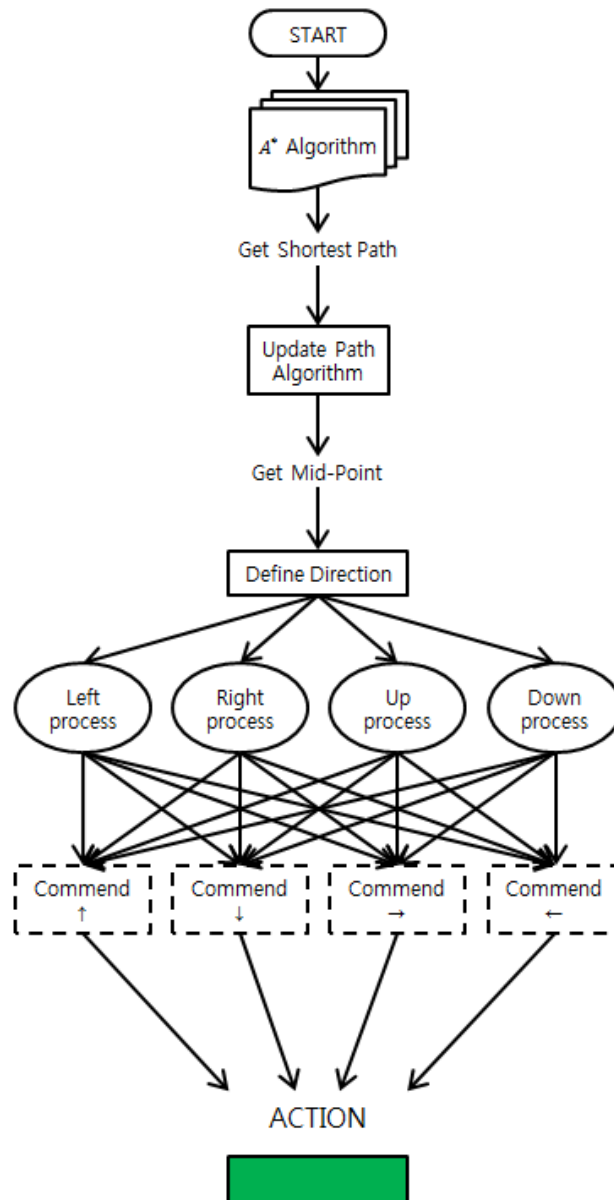 START
A* Algorithm
Get Shortest Path
Update Path
Algorithm
Get Mid-Point
Define Direction
Left
process
Right
process
Up
process
Down
process
Commend
↑
Commend
↓
Commend
→
Commend
←
ACTION